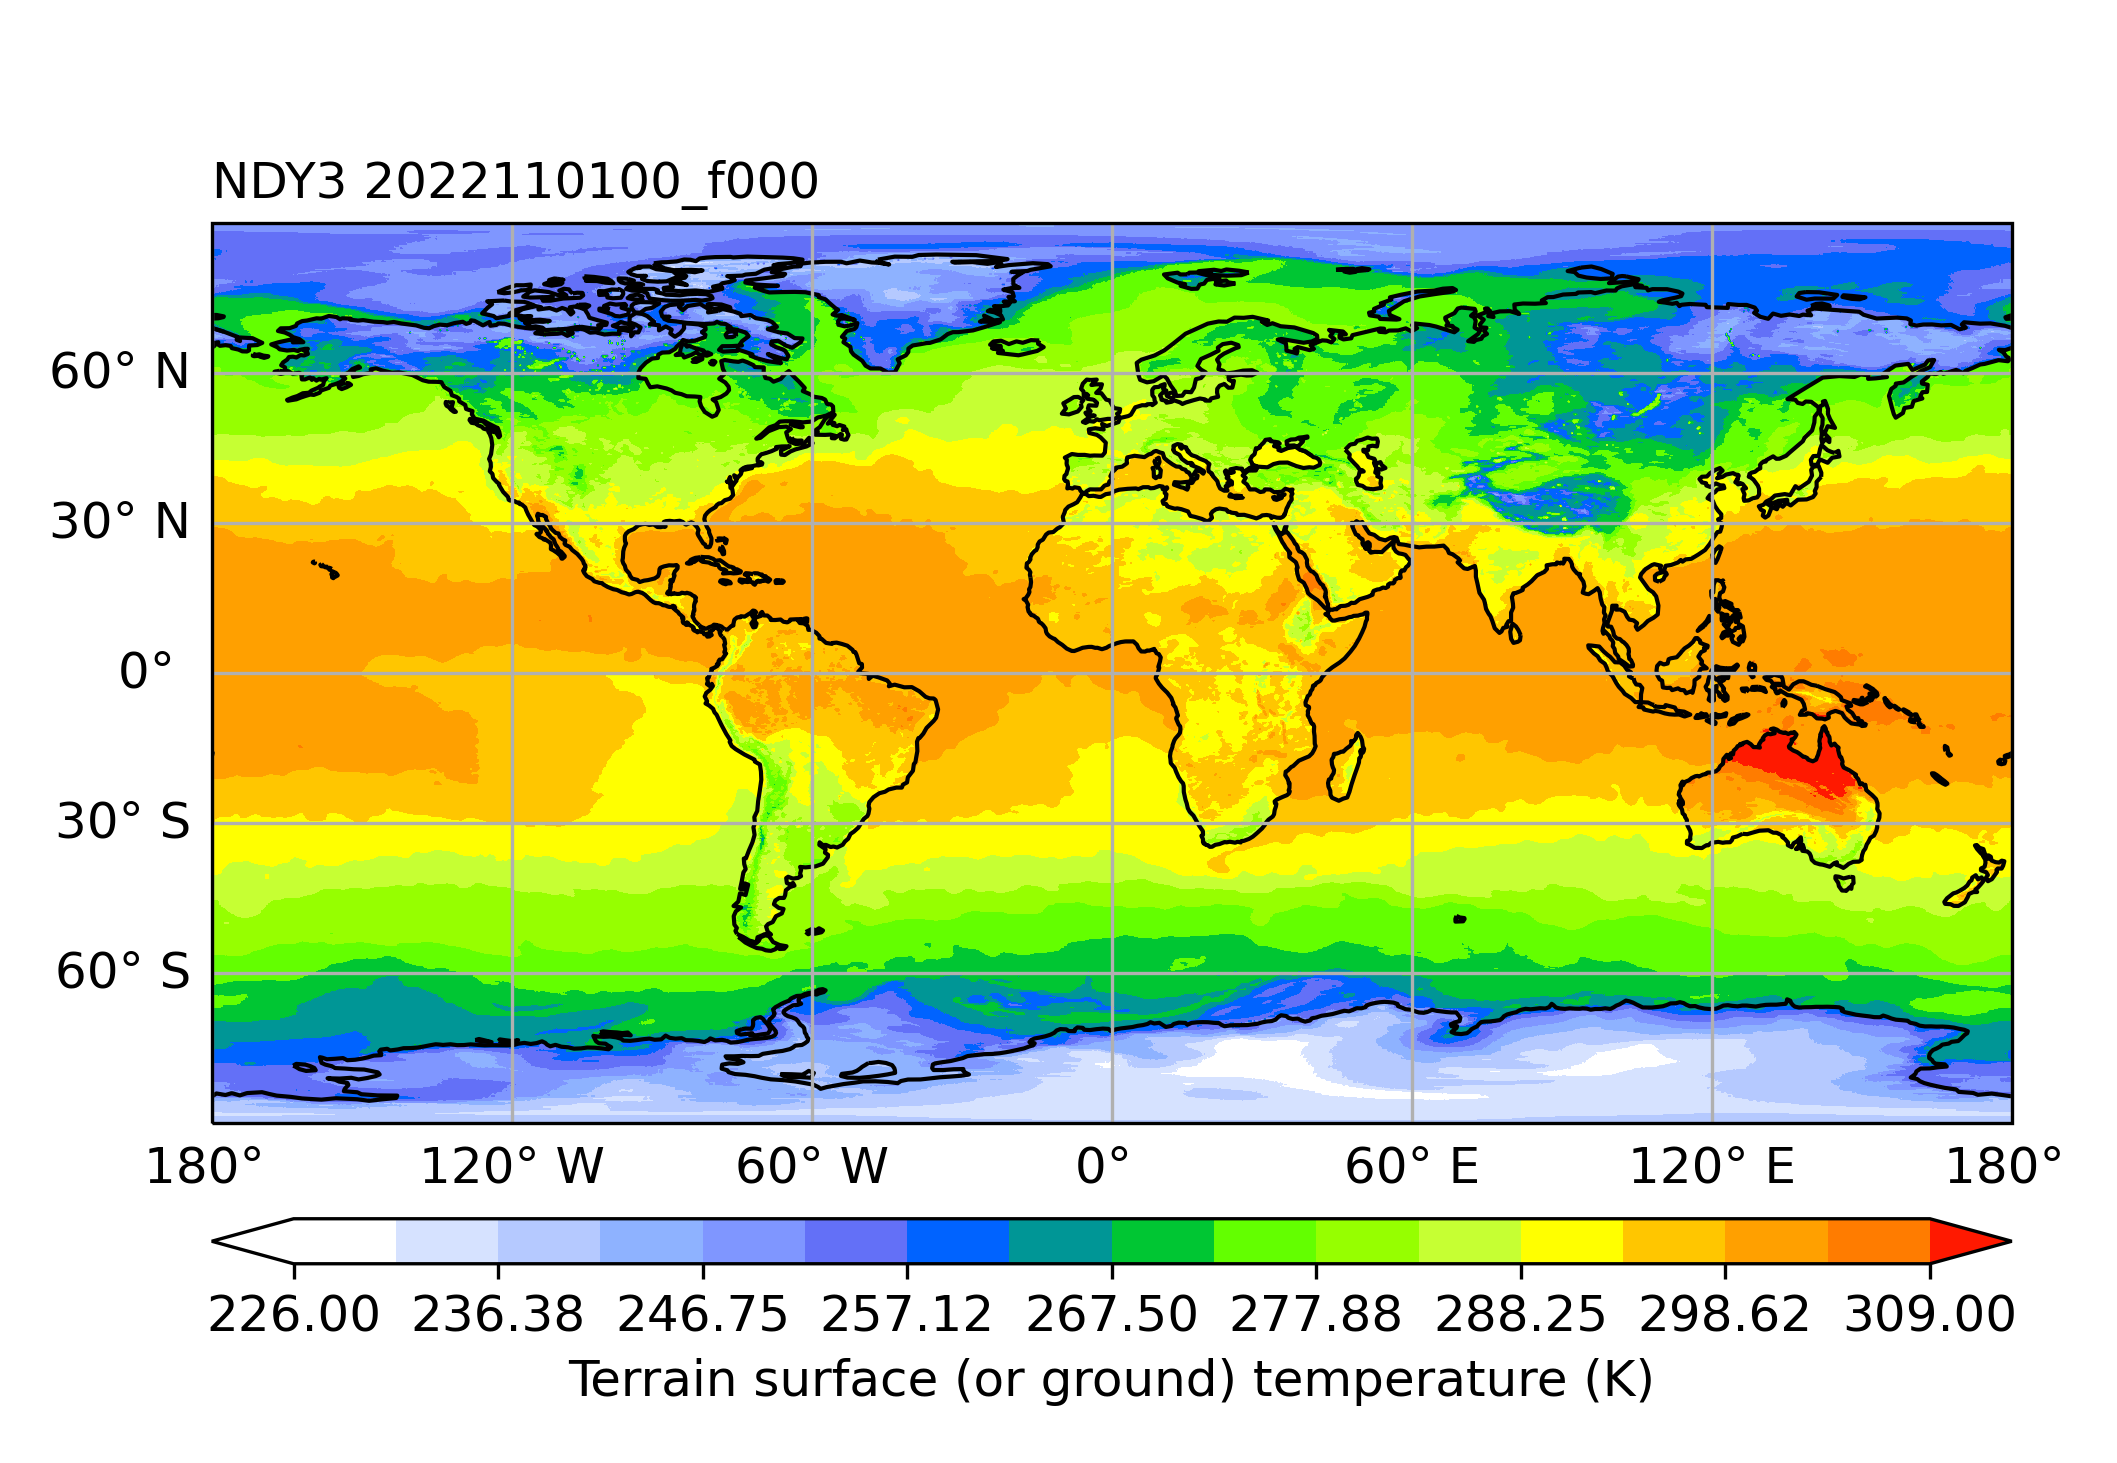 NDY3 2022110100_f000
60° N
30° N
0°
30° S
60° S
180° 120° W 60° W 0° 60° E 120° E 180°
226.00 236.38 246.75 257.12 267.50 277.88 288.25 298.62 309.00
Terrain surface (or ground) temperature (K)